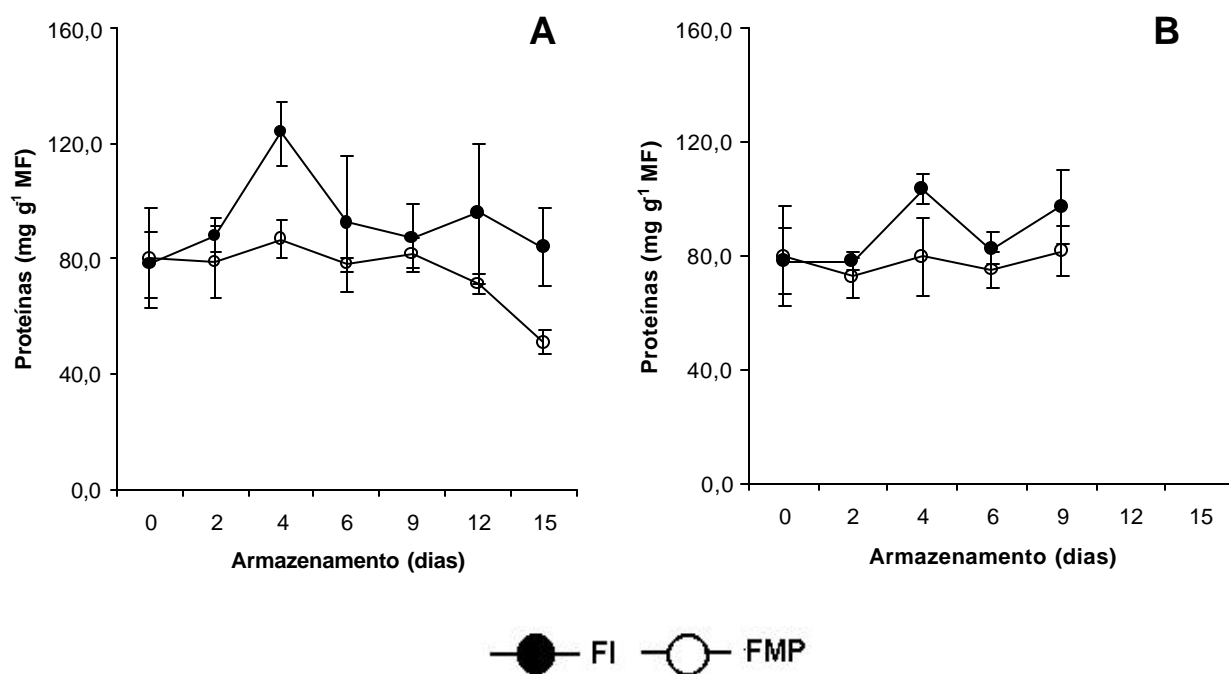 A
Proteínas (mg g-1 MF)
160,0
120,0
80,0
40,0
0,0
0 2 4 6 9 12 15
Armazenamento (dias)
B
Proteínas (mg g-1 MF)
160,0
120,0
80,0
40,0
0,0
0 2 4 6 9 12 15
Armazenamento (dias)
FI FMP